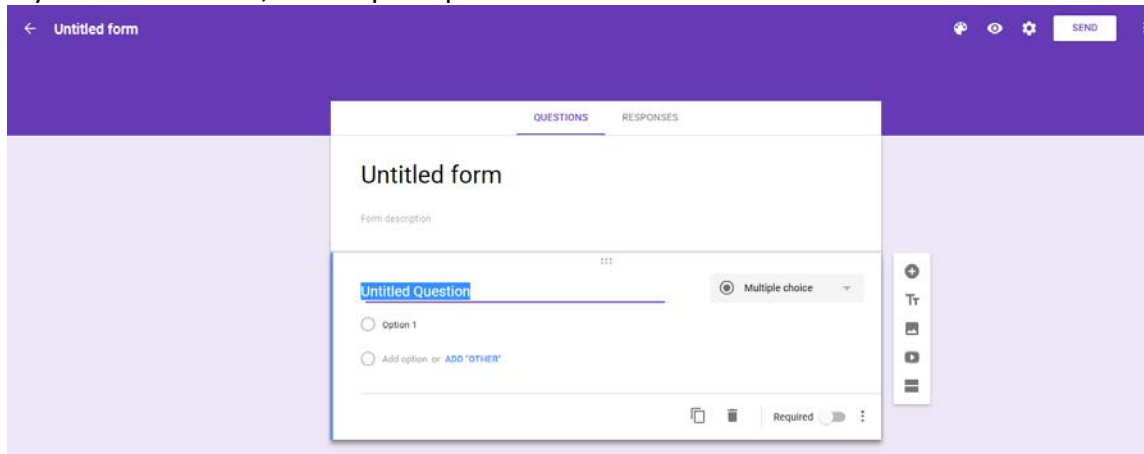 Untitled form
SEND
QUESTIONS RESPONSES
Untitled form
Form description
Untitled Question
Multiple choice
Option 1
Add option or ADD "OTHER"
Required